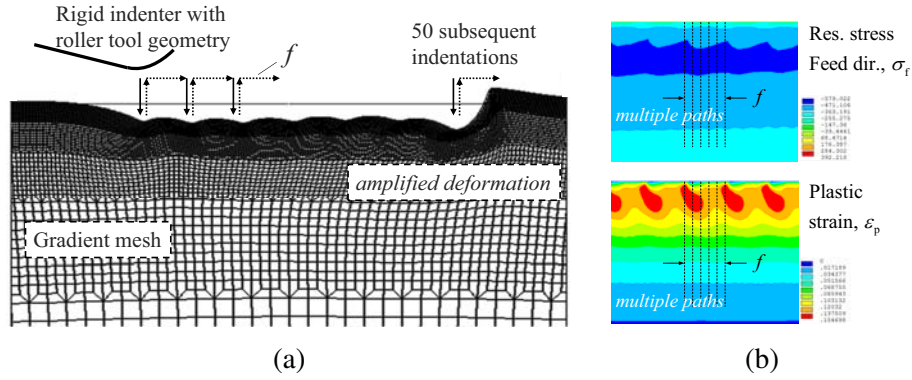 Rigid indenter with
roller tool geometry
f
50 subsequent
indentations
amplified deformation
Gradient mesh
(a)
Res. stress
Feed dir., σf
f
multiple paths
Plastic
strain, εp
f
multiple paths
0
(b)